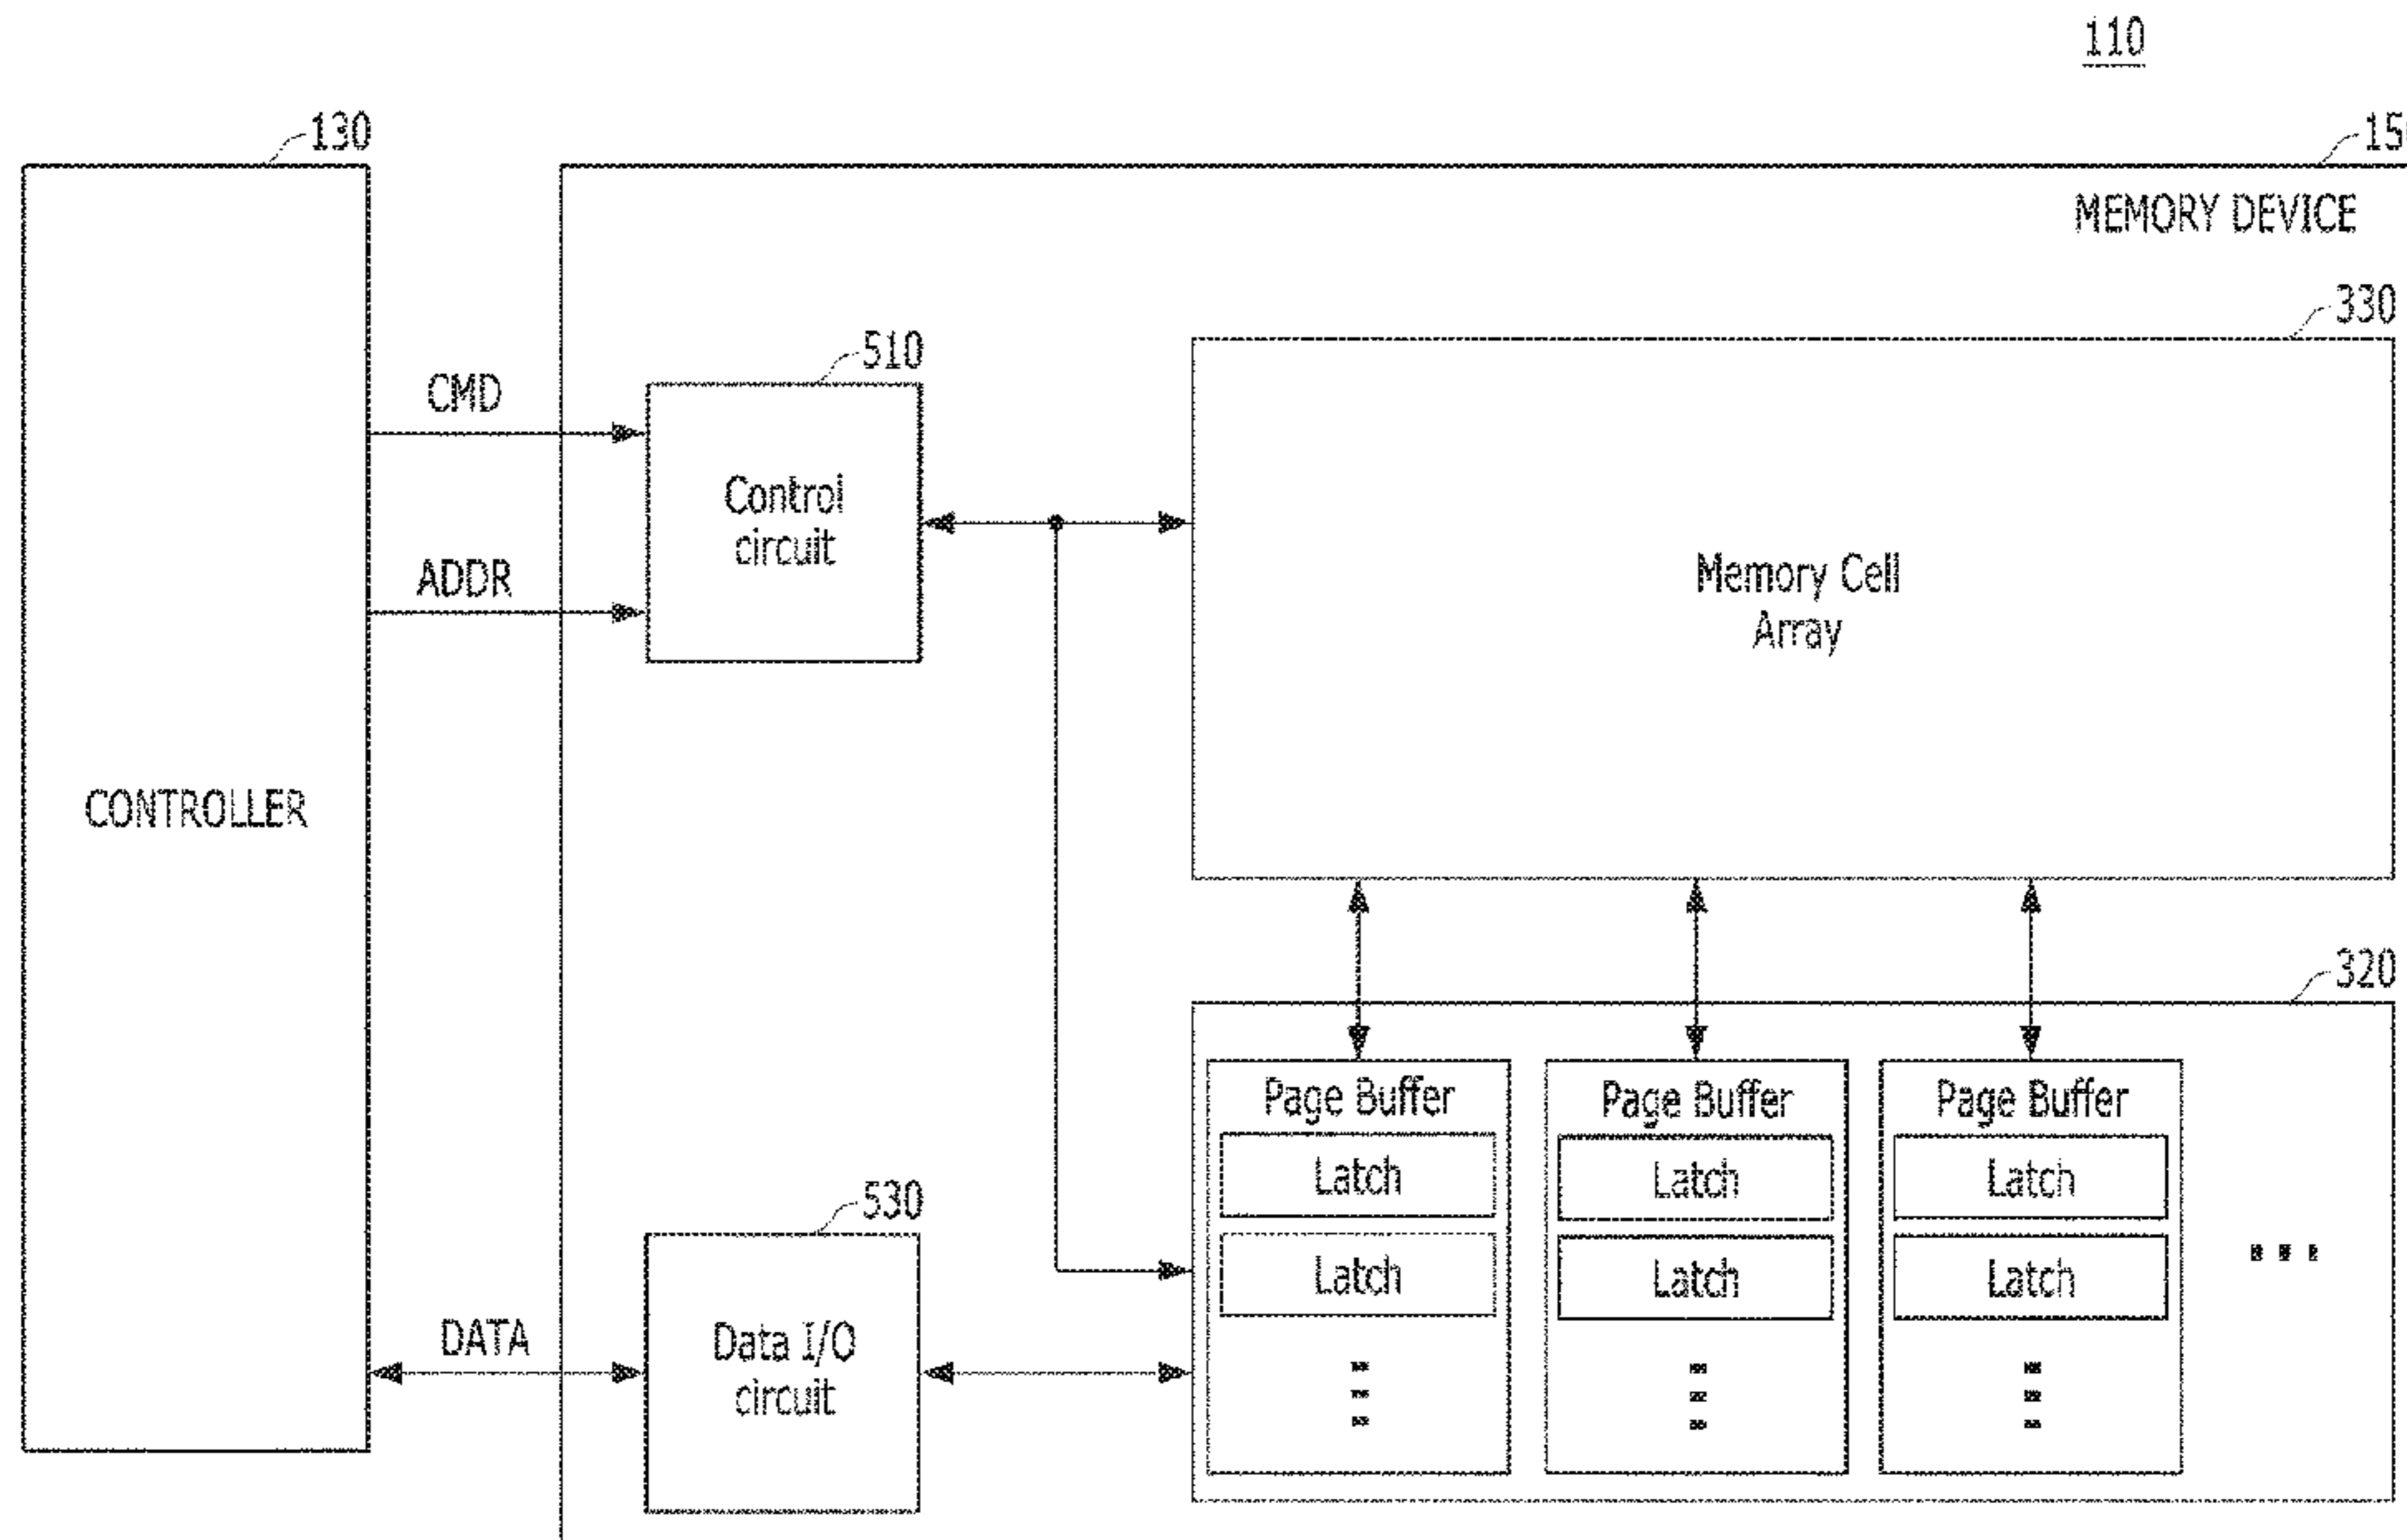 110
130
15
MEMORY DEVICE
330
510
CMD
Control
circuit
ADDR
Memory Cell
Array
CONTROLLER
320
Page Buffer
Page Buffer
Page Buffer
Latch
Latch
Latch
530
Latch
Latch
Latch
DATA
Data I/O
circuit